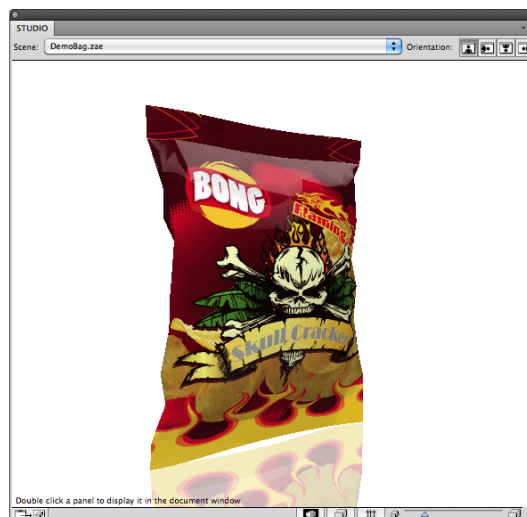 STUDIO
Scene: DemoBag.zae Orientation:
BONG
Flaming
Skull Cracker
Double click a panel to display it in the document window